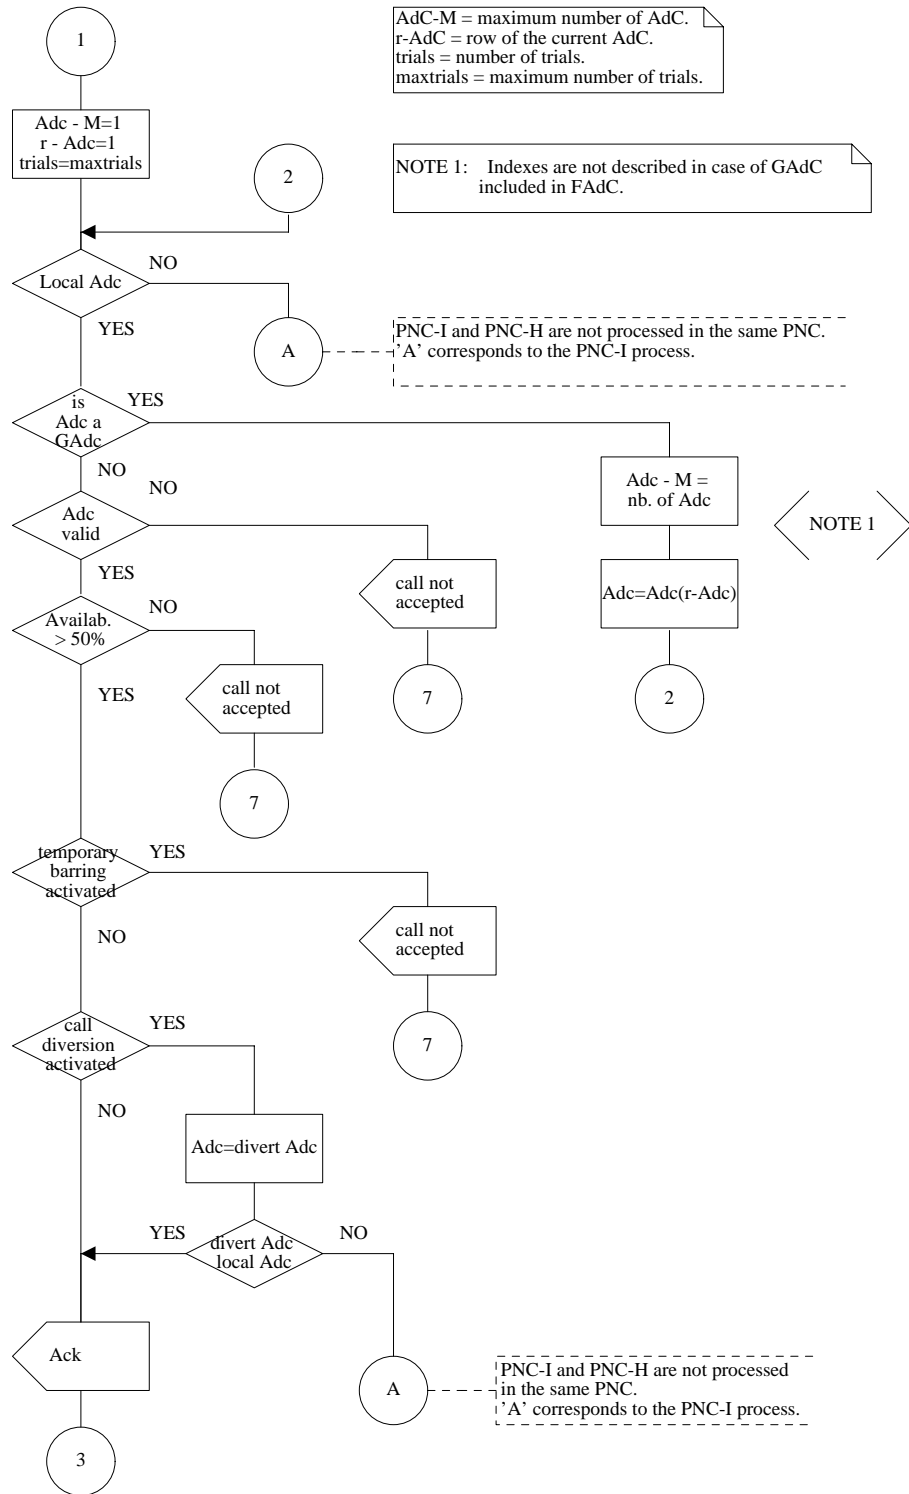 1
AdC-M = maximum number of AdC.
r-AdC = row of the current AdC.
trials = number of trials.
maxtrials = maximum number of trials.
Adc - M=1
r - Adc=1
trials=maxtrials
2
NOTE 1: Indexes are not described in case of GAdC
included in FAdC.
Local Adc
NO
YES
A
PNC-I and PNC-H are not processed in the same PNC.
'A' corresponds to the PNC-I process.
is
Adc a
GAdc
YES
NO
Adc - M =
nb. of Adc
NOTE 1
Adc
valid
NO
YES
call not
accepted
Adc=Adc(r-Adc)
Availab.
> 50%
NO
YES
call not
accepted
7
2
7
temporary
barring
activated
YES
NO
call not
accepted
7
call
diversion
activated
YES
NO
Adc=divert Adc
YES
divert Adc
local Adc
NO
Ack
A
PNC-I and PNC-H are not processed
in the same PNC.
'A' corresponds to the PNC-I process.
3